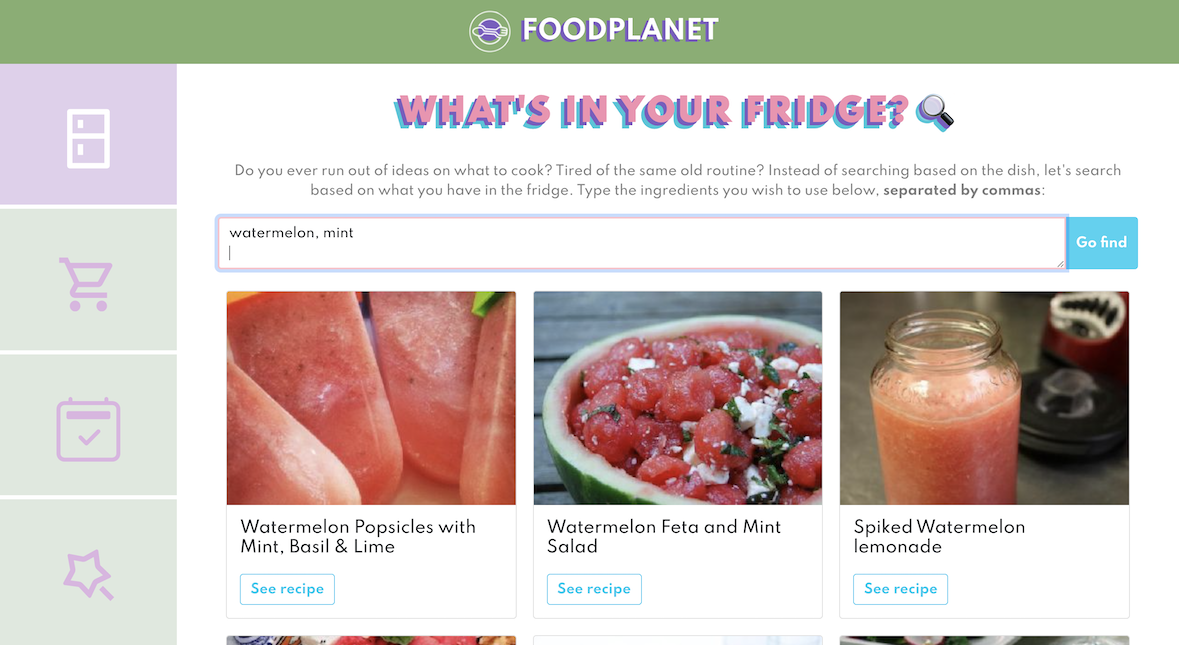 FOODPLANET
WHAT'S IN YOUR FRIDGE?
Do you ever run out of ideas on what to cook? Tired of the same old routine? Instead of searching based on the dish, let's search
based on what you have in the fridge. Type the ingredients you wish to use below, separated by commas:
watermelon, mint
Go find
Watermelon Popsicles with
Mint, Basil & Lime
See recipe
Watermelon Feta and Mint
Salad
See recipe
Spiked Watermelon
lemonade
See recipe